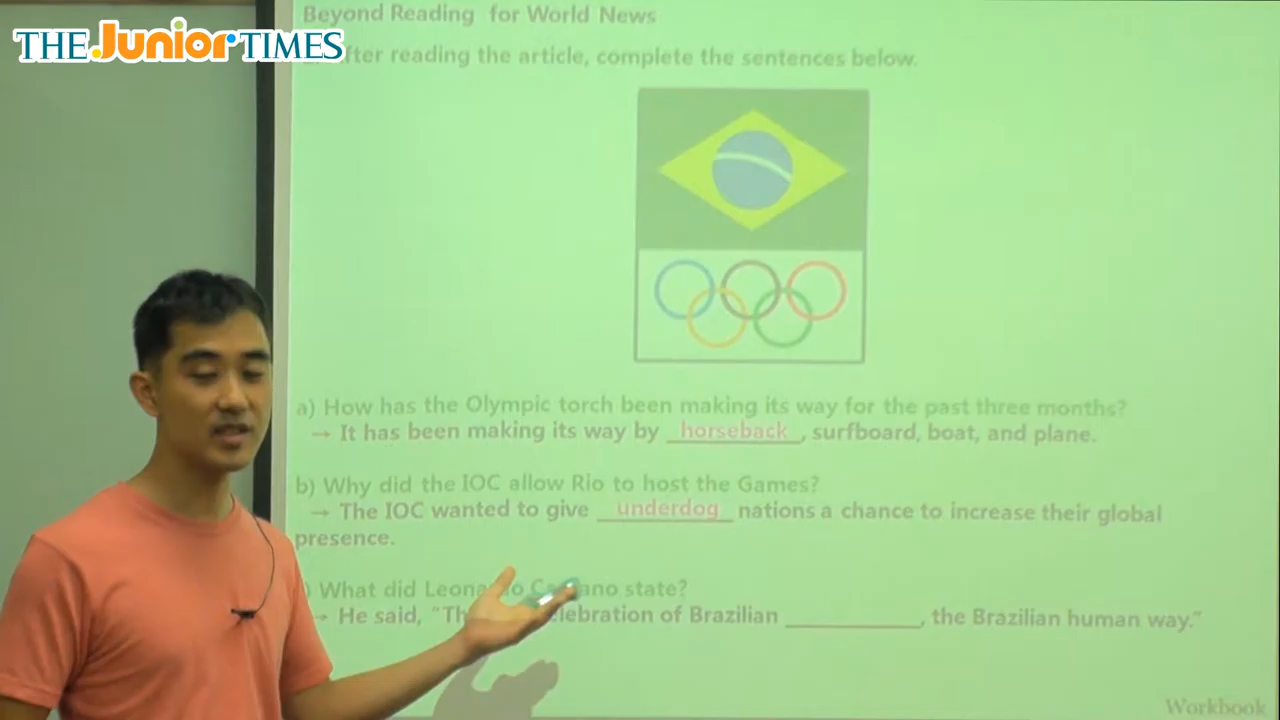 Beyond Reading for World News
THE Junior TIMES
fter reading the article, complete the sentences below.
a) How has the Olympic torch been making its way for the past three months?
→ It has been making its way by horseback, surfboard, boat, and plane.
b) Why did the IOC allow Rio to host the Games?
→ The IOC wanted to give underdog nations a chance to increase their global
presence.
) What did Leona o Ca ano state?
→ He said, "Th lebration of Brazilian ____________, the Brazilian human way."
Workbook